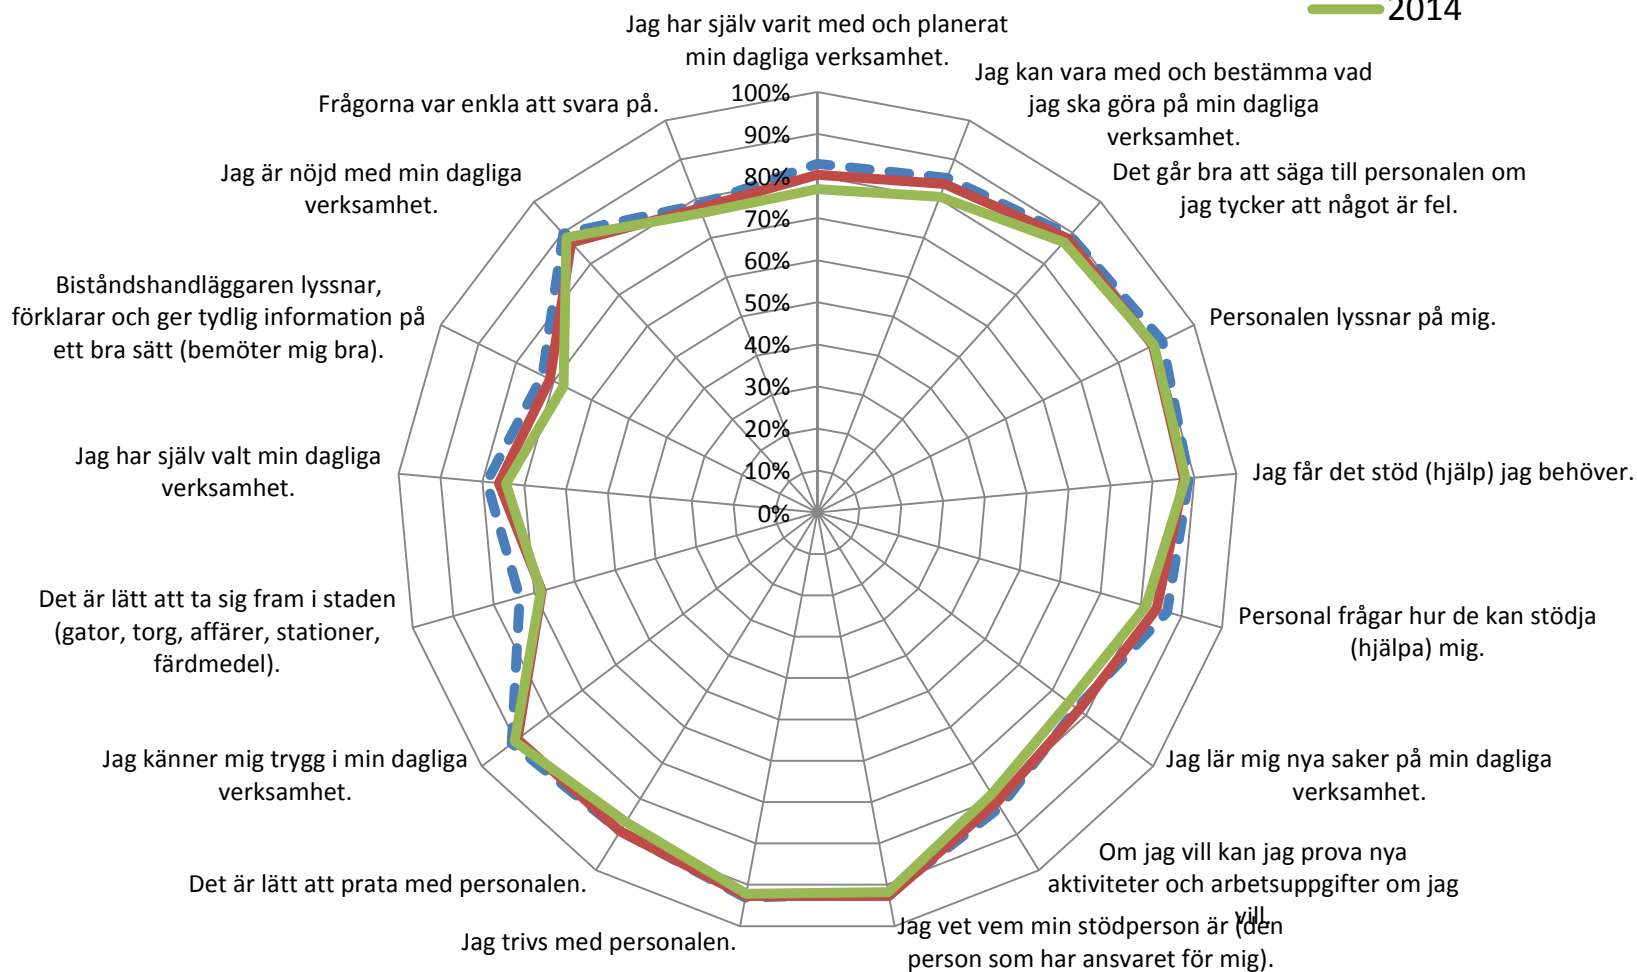 2014
Jag har själv varit med och planerat
min dagliga verksamhet.
Jag kan vara med och bestämma vad
jag ska göra på min dagliga
verksamhet.
Det går bra att säga till personalen om
jag tycker att något är fel.
Personalen lyssnar på mig.
Jag får det stöd (hjälp) jag behöver.
Personal frågar hur de kan stödja
(hjälpa) mig.
Jag lär mig nya saker på min dagliga
verksamhet.
Om jag vill kan jag prova nya
aktiviteter och arbetsuppgifter om jag
vill.
Jag vet vem min stödperson är (den
person som har ansvaret för mig).
Jag trivs med personalen.
Det är lätt att prata med personalen.
Jag känner mig trygg i min dagliga
verksamhet.
Det är lätt att ta sig fram i staden
(gator, torg, affärer, stationer,
färdmedel).
Jag har själv valt min dagliga
verksamhet.
Biståndshandläggaren lyssnar,
förklarar och ger tydlig information på
ett bra sätt (bemöter mig bra).
Jag är nöjd med min dagliga
verksamhet.
Frågorna var enkla att svara på.
100%
90%
80%
70%
60%
50%
40%
30%
20%
10%
0%